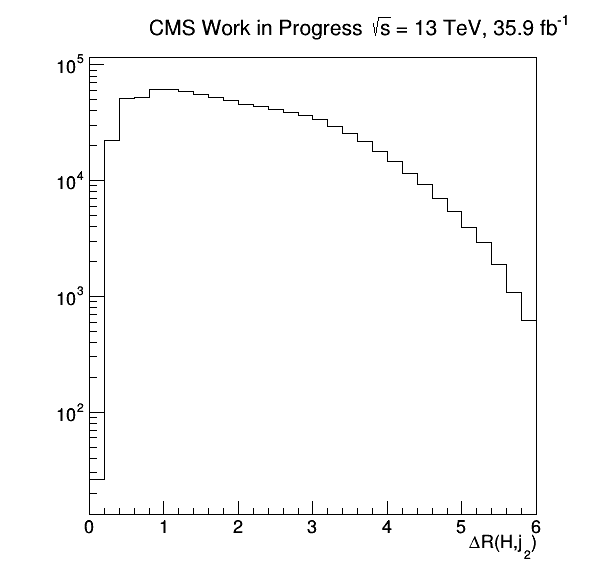 CMS Work in Progress √s = 13 TeV, 35.9 fb⁻¹
10⁵
10⁴
10³
10²
0 1 2 3 4 5 6
ΔR(H,j₂)